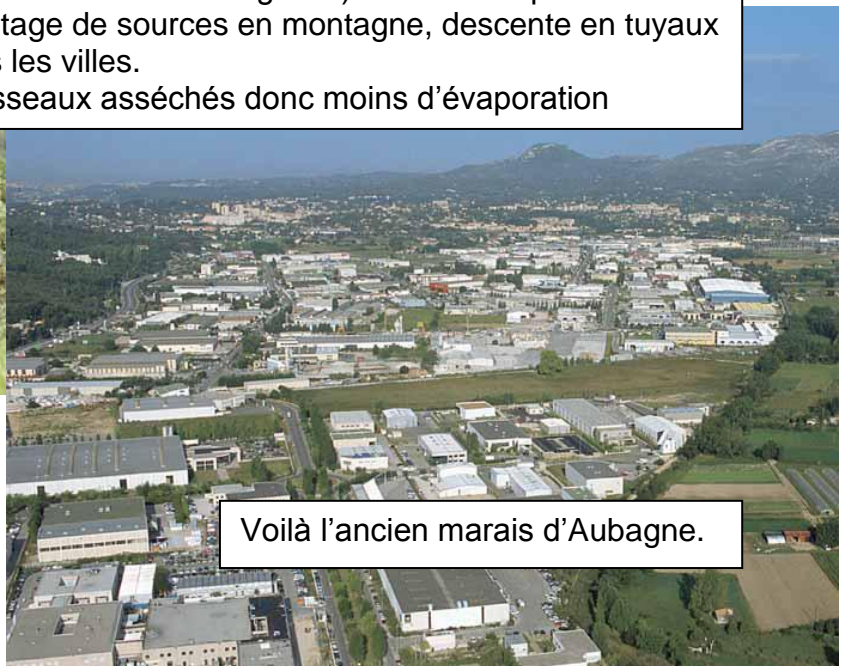 tage de sources en montagne, descente en tuyaux
les villes.
sseaux asséchés donc moins d’évaporation
Voilà l’ancien marais d’Aubagne.